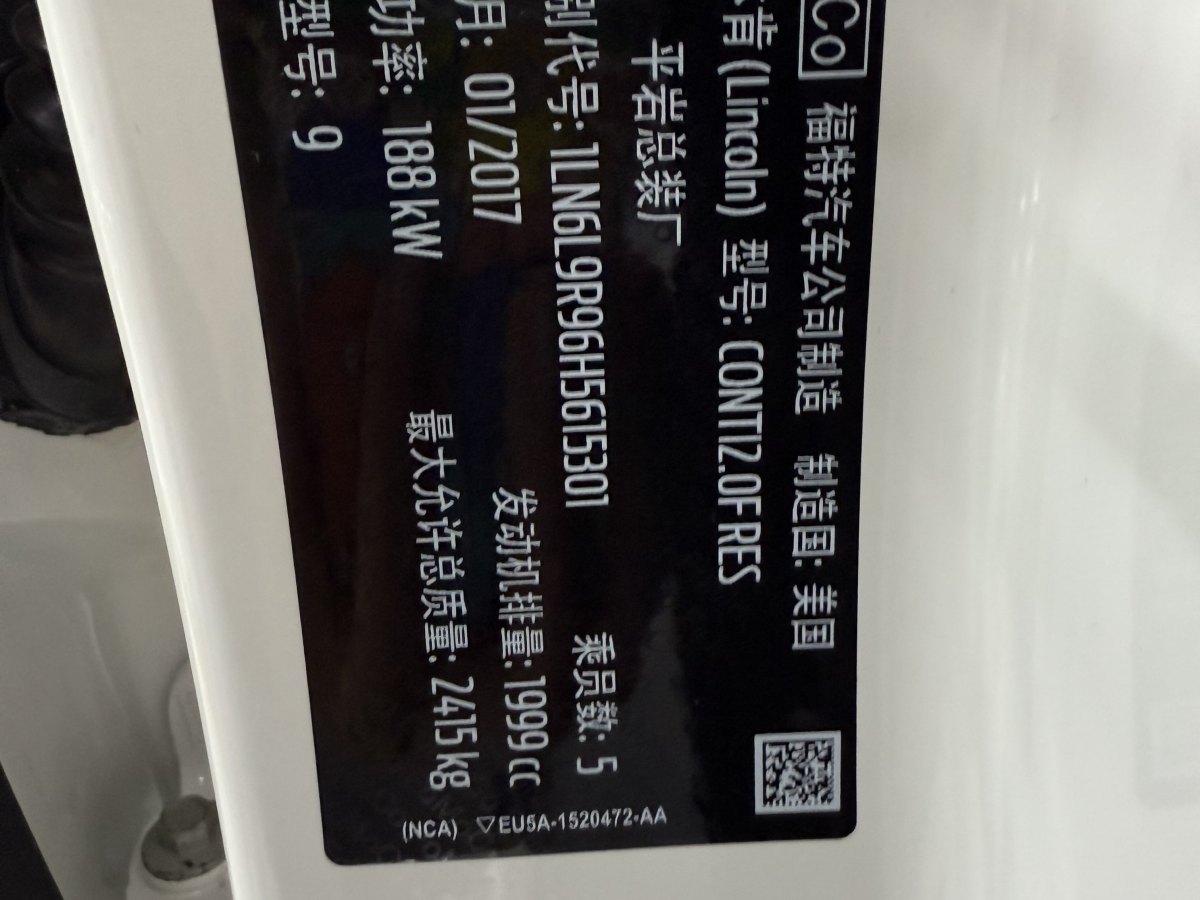 Co 福特汽车公司制造 制造国: 美国
肯 (Lincoln) 型号: CONTI2.0F RES
平岩总装厂
别代号: 1LN6L9R96H5615301 乘员数: 5
月: 01/2017 发动机排量: 1999 cc
功率: 188 kW 最大允许总质量: 2415 kg
型号: 9
(NCA) ▽EU5A-1520472-AA